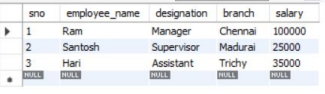 sno employee_name designation branch salary
1 Ram Manager Chennai 100000
2 Santosh Supervisor Madurai 25000
3 Hari Assistant Trichy 35000
NULL NULL NULL NULL NULL